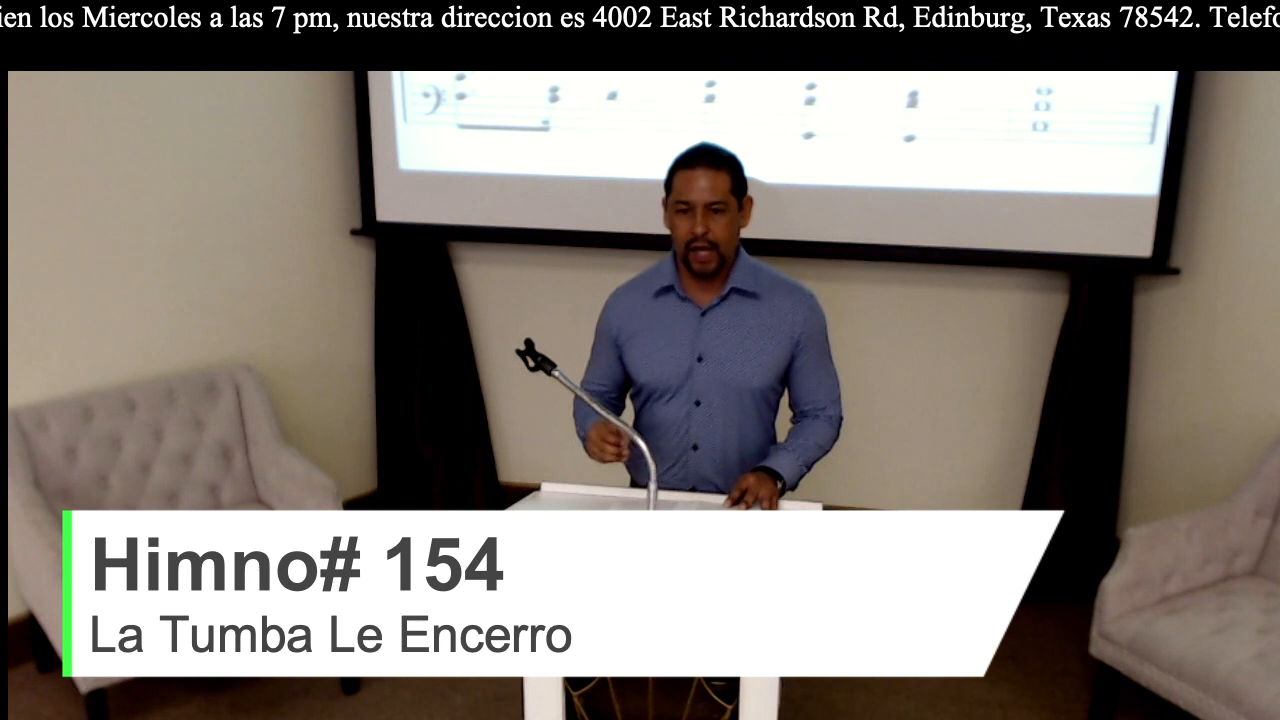 ien los Miercoles a las 7 pm, nuestra direccion es 4002 East Richardson Rd, Edinburg, Texas 78542. Telefo
Himno# 154
La Tumba Le Encerro